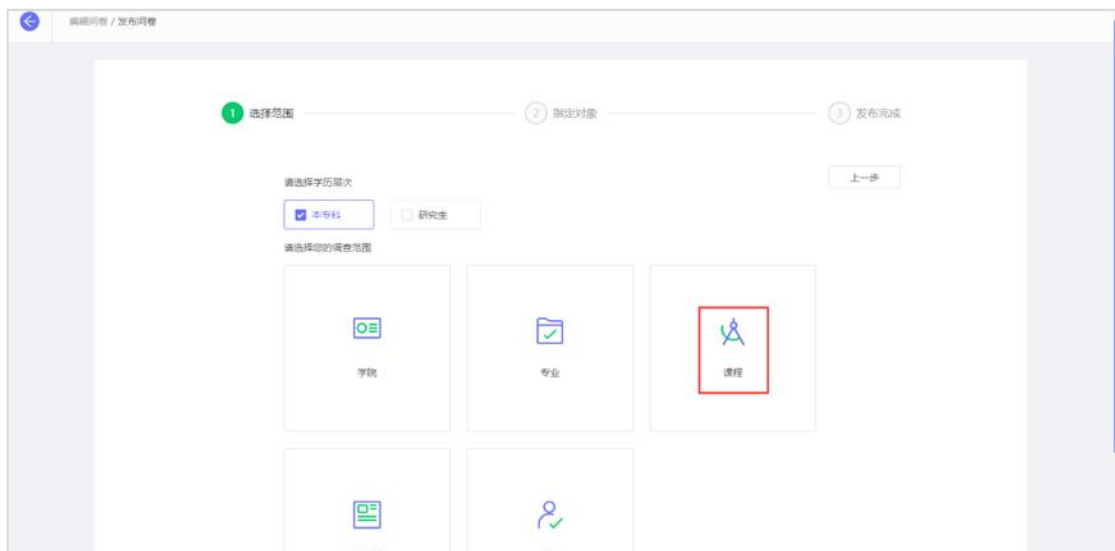 编辑问卷 / 发布问卷
1 选择范围
2 指定对象
3 发布完成
上一步
请选择学历层次
本专科
研究生
请选择您的调查范围
学院
专业
课程